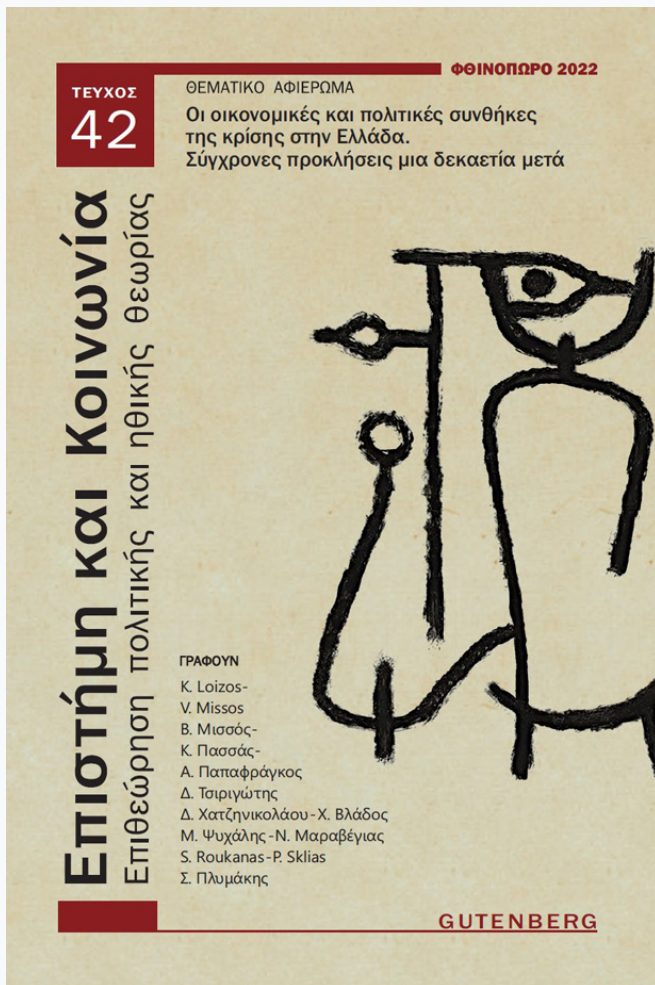 ΦΘΙΝΟΠΩΡΟ 2022
ΤΕΥΧΟΣ
42
ΘΕΜΑΤΙΚΟ ΑΦΙΕΡΩΜΑ
Οι οικονομικές και πολιτικές συνθήκες
της κρίσης στην Ελλάδα.
Σύγχρονες προκλήσεις μια δεκαετία μετά
Επιστήμη και Κοινωνία
Επιθεώρηση πολιτικής και ηθικής θεωρίας
ΓΡΑΦΟΥΝ
K. Loizos-
V. Missos
Β. Μισσός-
Κ. Πασσάς-
Α. Παπαφράγκος
Δ. Τσιριγώτης
Δ. Χατζηνικολάου-Χ. Βλάδος
Μ. Ψυχάλης-Ν. Μαραβέγιας
S. Roukanas-P. Sklias
Σ. Πλυμάκης
GUTENBERG